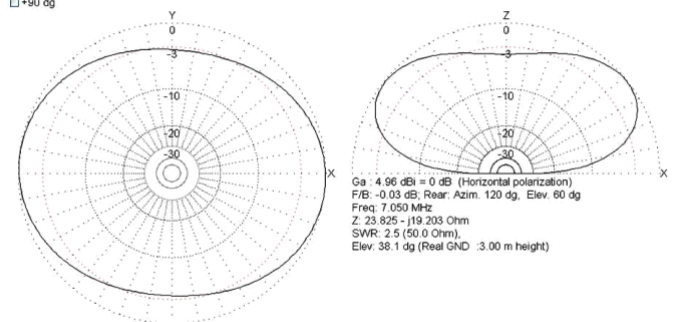 +90 dg
Y
0
-3
-10
-20
-30
X
Z
0
-3
-10
-20
-30
X
Ga : 4.96 dBi = 0 dB (Horizontal polarization)
F/B: -0.03 dB; Rear: Azim. 120 dg, Elev. 60 dg
Freq: 7.050 MHz
Z: 23.825 - j19.203 Ohm
SWR: 2.5 (50.0 Ohm),
Elev: 38.1 dg (Real GND :3.00 m height)